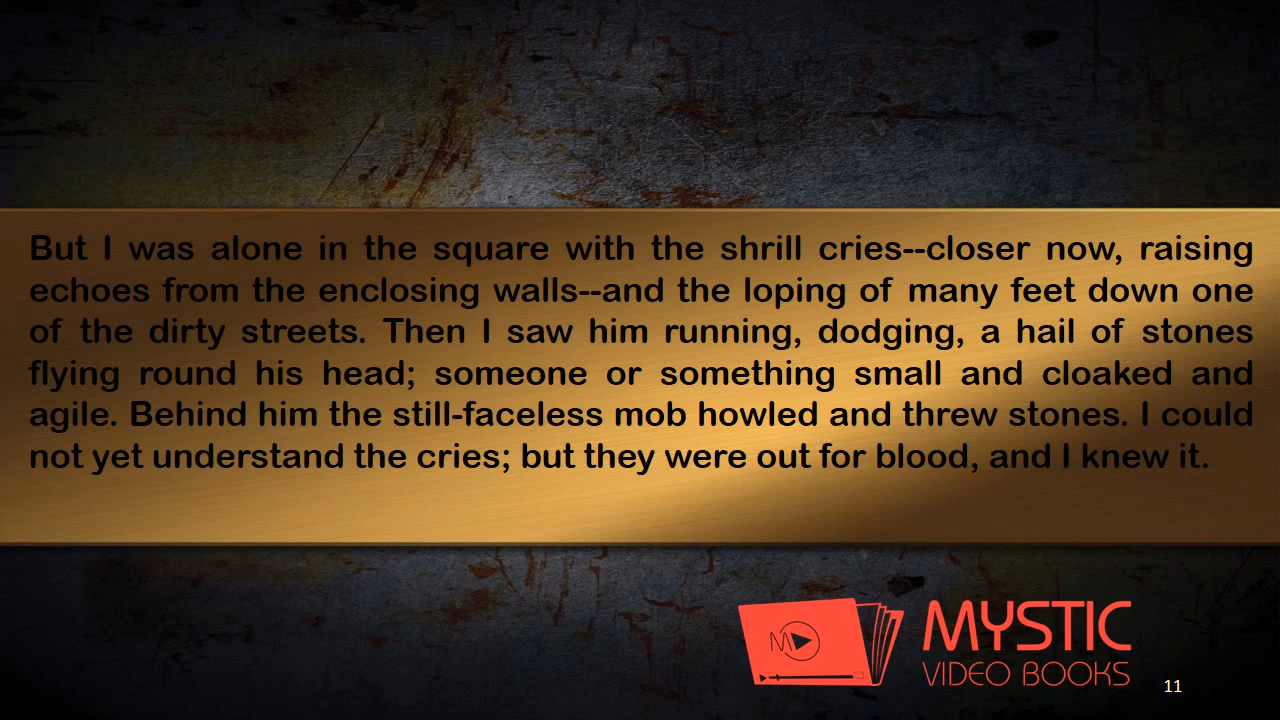 But I was alone in the square with the shrill cries--closer now, raising
echoes from the enclosing walls--and the loping of many feet down one
of the dirty streets. Then I saw him running, dodging, a hail of stones
flying round his head; someone or something small and cloaked and
agile. Behind him the still-faceless mob howled and threw stones. I could
not yet understand the cries; but they were out for blood, and I knew it.
M
MYSTIC
VIDEO BOOKS
11